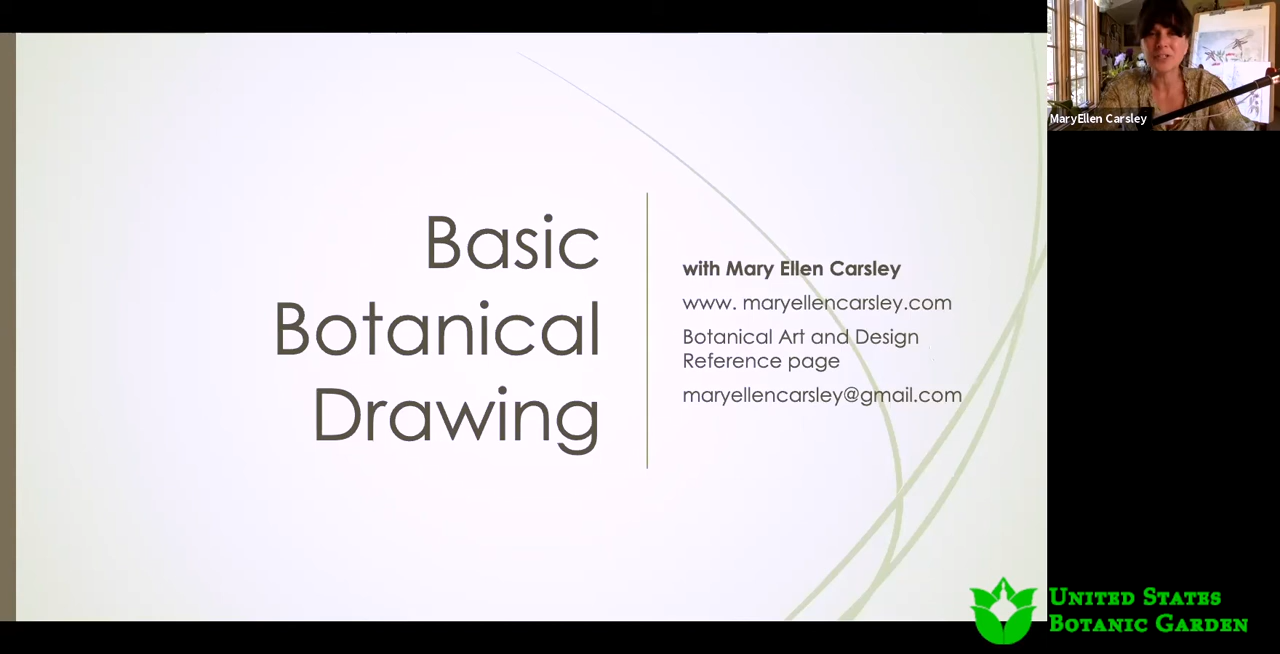 MaryEllen Carsley
Basic
Botanical
Drawing
with Mary Ellen Carsley
www. maryellencarsley.com
Botanical Art and Design
Reference page
maryellencarsley@gmail.com
UNITED STATES
BOTANIC GARDEN